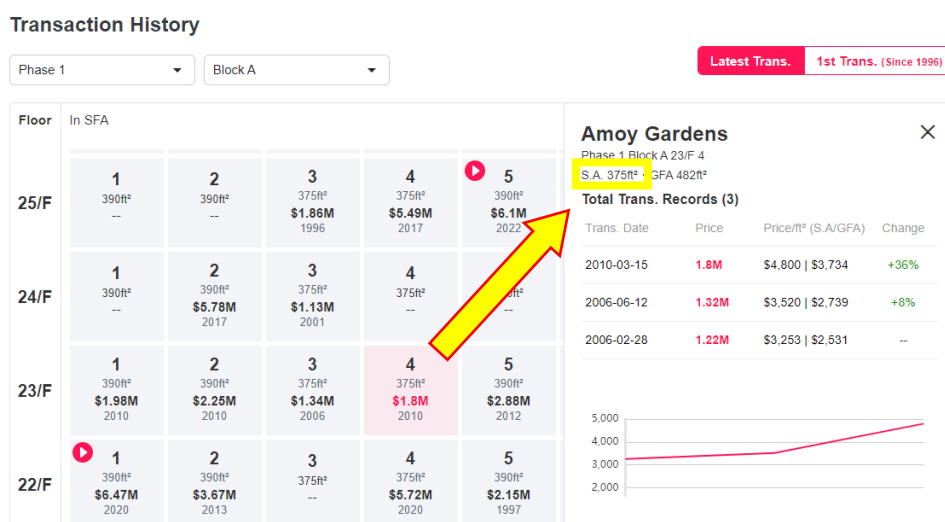 Transaction History
Phase 1 Block A
Latest Trans. 1st Trans. (Since 1996)
Floor In SFA
25/F
1 2 3 4 5
390ft² 390ft² 375ft² 375ft² 390ft²
-- -- $1.86M $5.49M $6.1M
1996 2017 2022
24/F
1 2 3 4
390ft² 390ft² 375ft² 375ft² ft²
-- $5.78M $1.13M -- --
2017 2001
23/F
1 2 3 4 5
390ft² 390ft² 375ft² 375ft² 390ft²
$1.98M $2.25M $1.34M $1.8M $2.88M
2010 2010 2006 2010 2012
22/F
1 2 3 4 5
390ft² 390ft² 375ft² 375ft² 390ft²
$6.47M $3.67M -- $5.72M $2.15M
2020 2013 2020 1997
Amoy Gardens
Phase 1 Block A 23/F 4
S.A. 375ft² GFA 482ft²
Total Trans. Records (3)
Trans. Date Price Price/ft² (S.A/GFA) Change
2010-03-15 1.8M $4,800 | $3,734 +36%
2006-06-12 1.32M $3,520 | $2,739 +8%
2006-02-28 1.22M $3,253 | $2,531 --
5,000
4,000
3,000
2,000